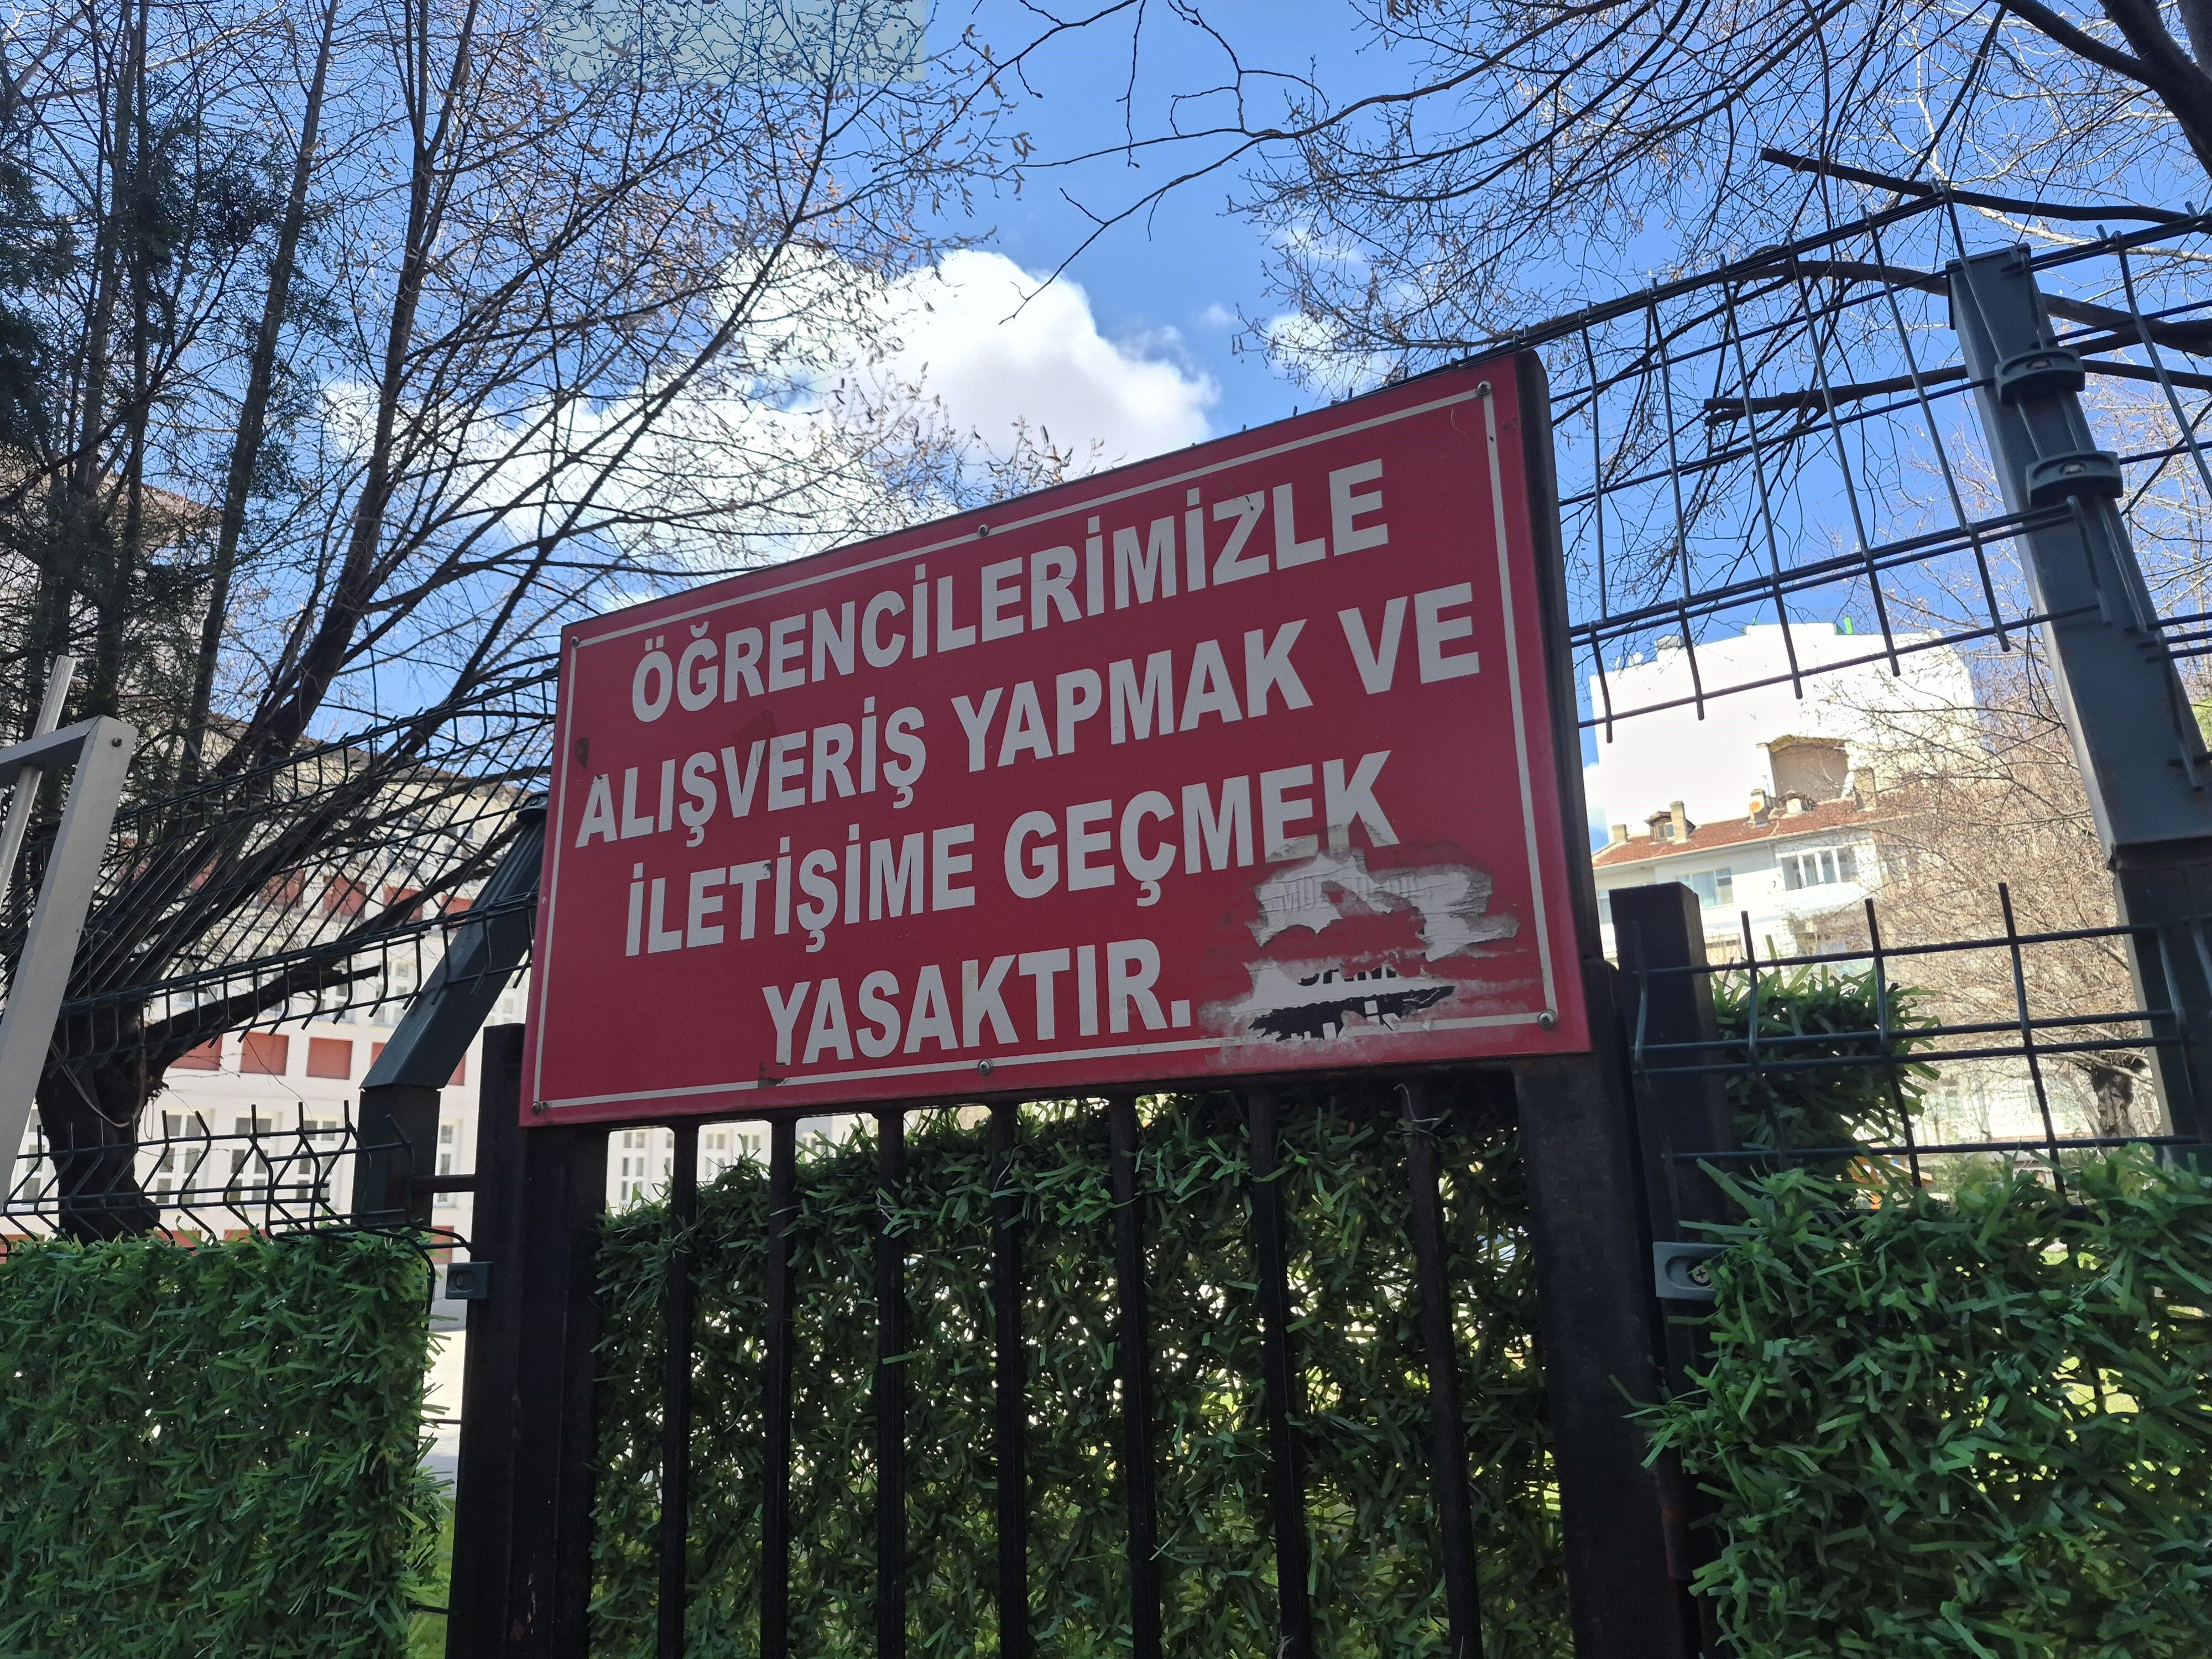 ÖĞRENCİLERİMİZLE
ALIŞVERİŞ YAPMAK VE
İLETİŞİME GEÇMEK
YASAKTIR.